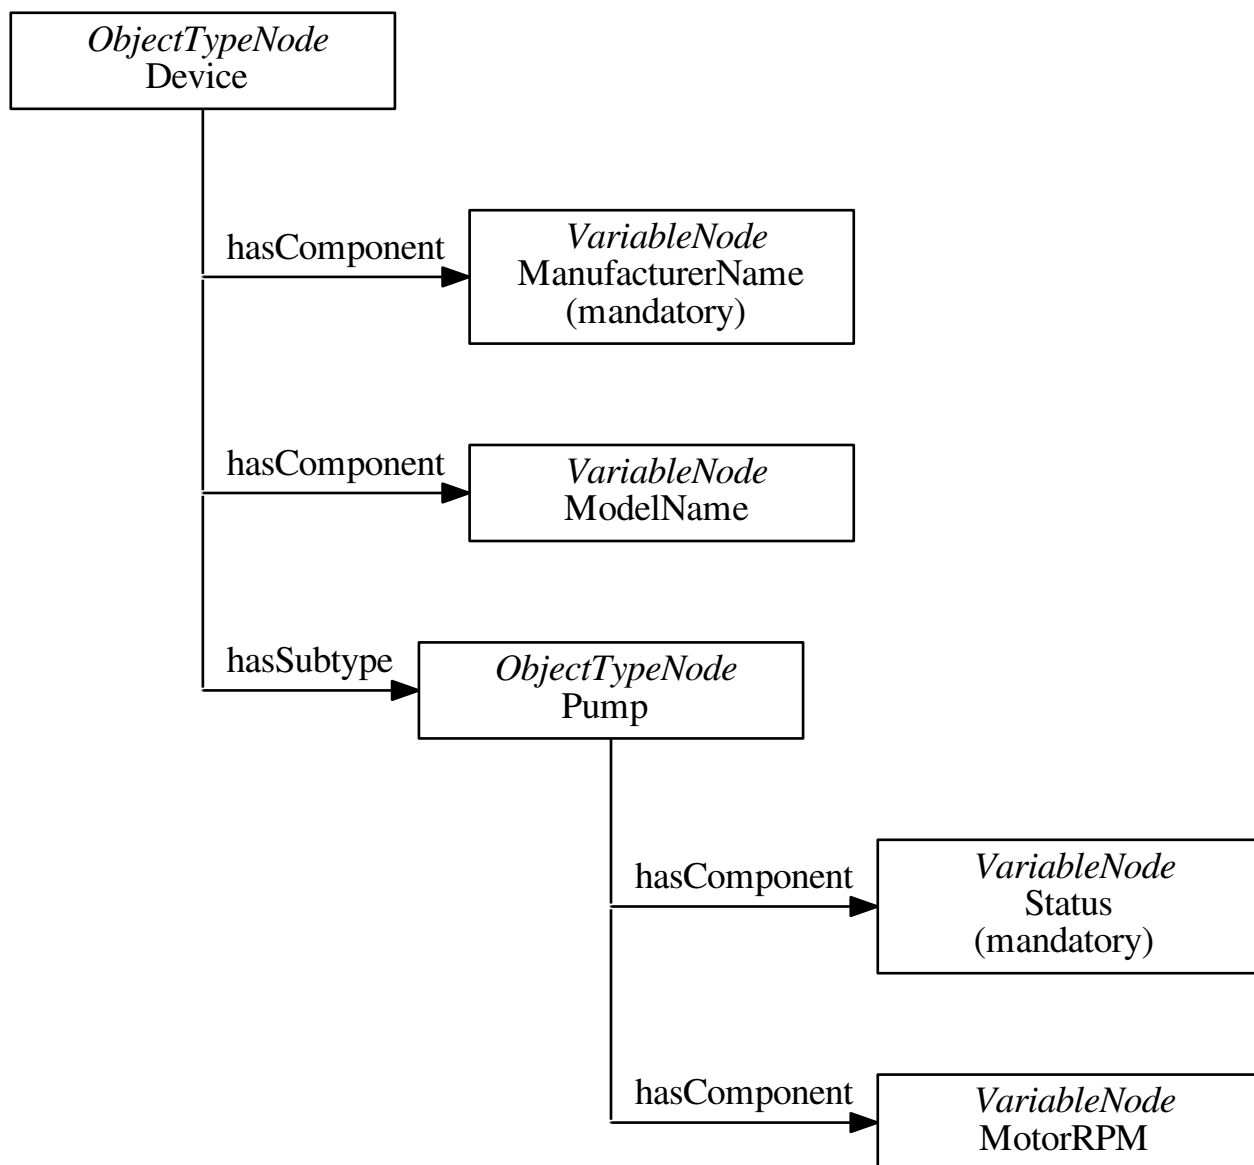 ObjectTypeNode
Device
hasComponent
VariableNode
ManufacturerName
(mandatory)
hasComponent
VariableNode
ModelName
hasSubtype
ObjectTypeNode
Pump
hasComponent
VariableNode
Status
(mandatory)
hasComponent
VariableNode
MotorRPM